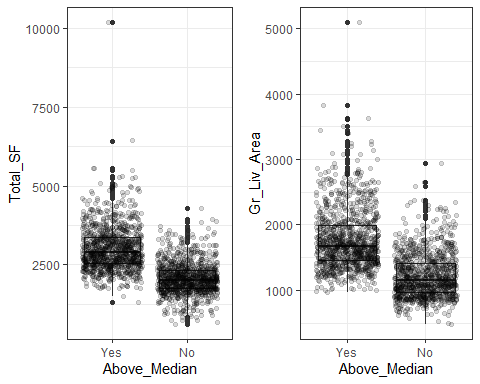 Total_SF
10000
7500
5000
2500
Yes No
Above_Median
Gr_Liv_Area
5000
4000
3000
2000
1000
Yes No
Above_Median